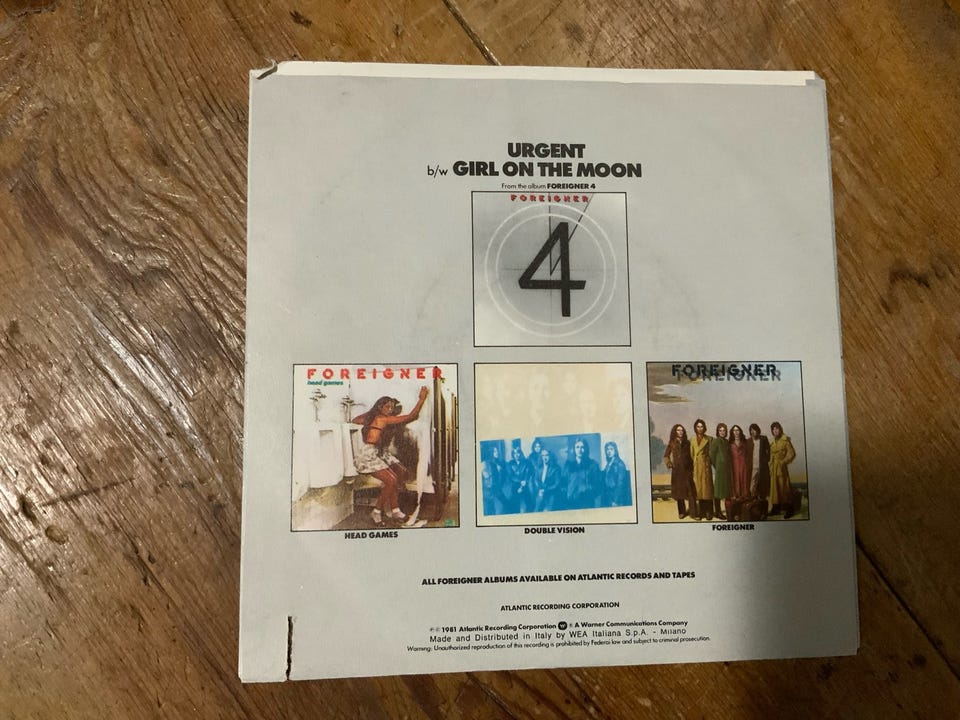 URGENT
b/w GIRL ON THE MOON
From the album FOREIGNER 4
FOREIGNER
4
FOREIGNER
head games
HEAD GAMES
DOUBLE VISION
FOREIGNER
FOREIGNER
ALL FOREIGNER ALBUMS AVAILABLE ON ATLANTIC RECORDS AND TAPES
ATLANTIC RECORDING CORPORATION
℗ © 1981 Atlantic Recording Corporation W ® A Warner Communications Company
Made and Distributed in Italy by WEA Italiana S.p.A. - Milano
Warning: Unauthorized reproduction of this recording is prohibited by Federal law and subject to criminal prosecution.